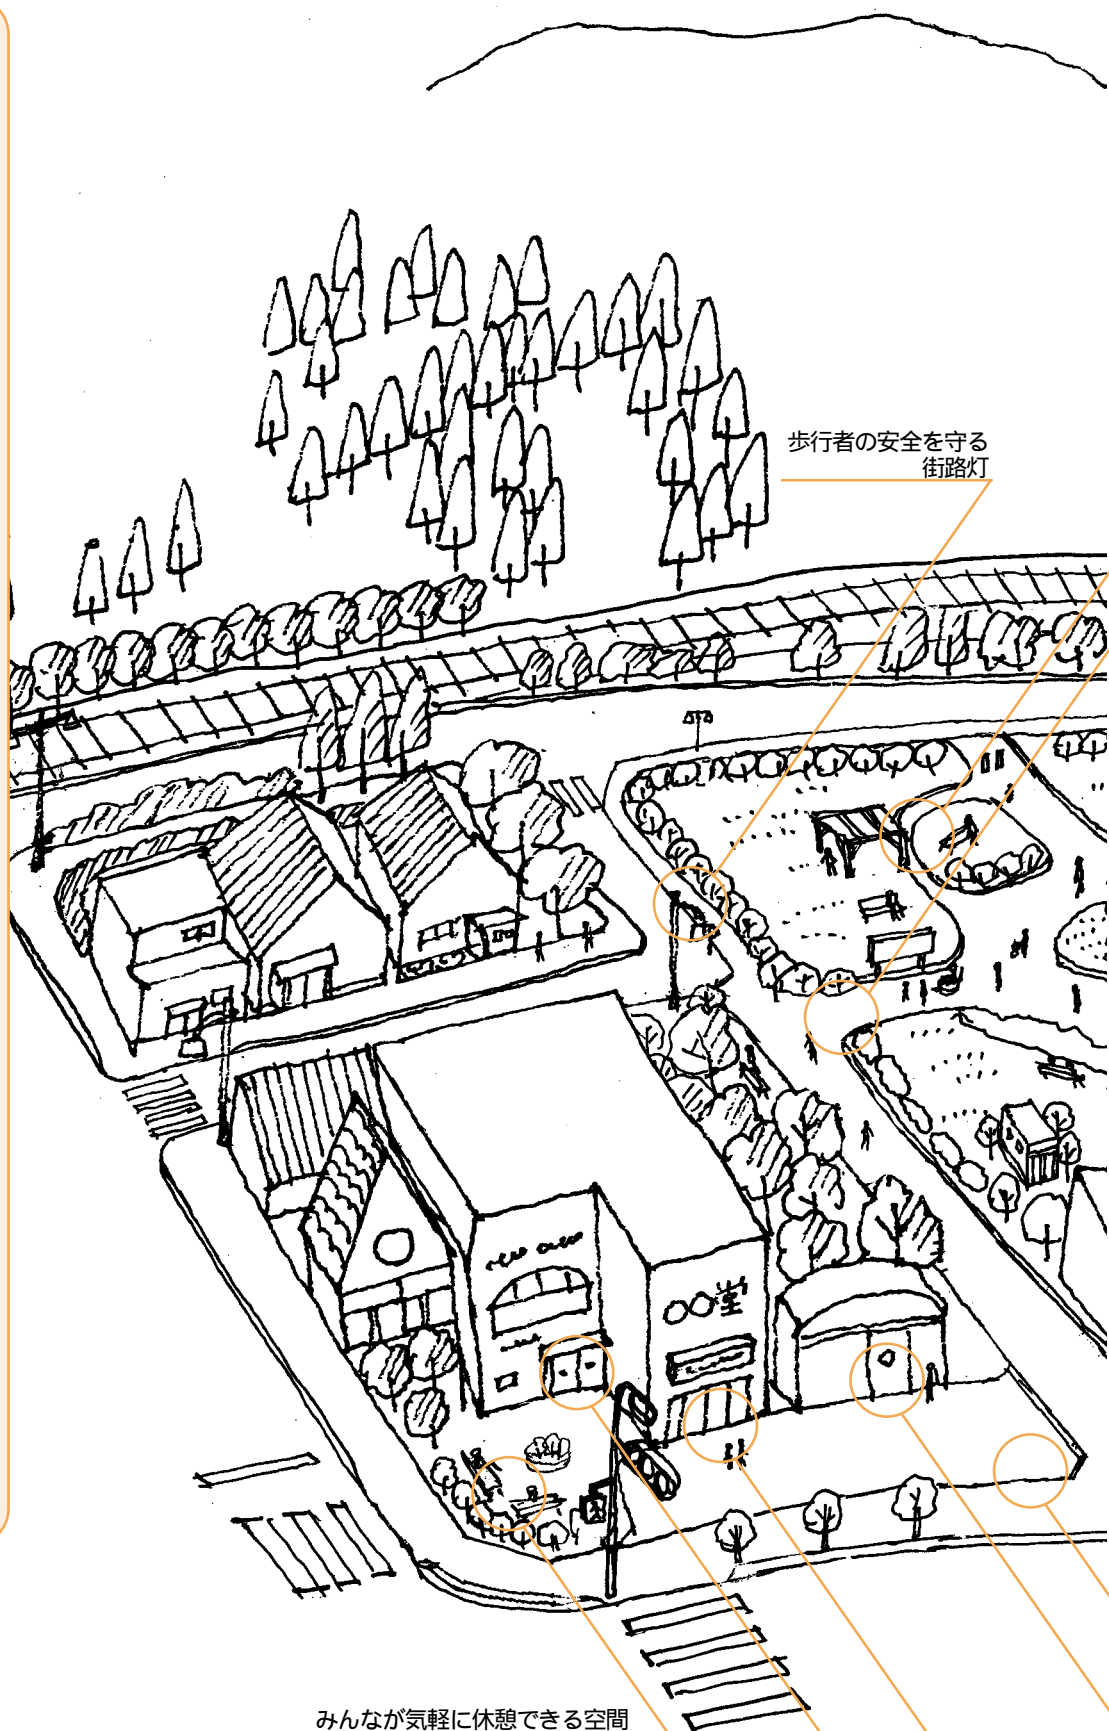 歩行者の安全を守る
街路灯
〇〇堂
みんなが気軽に休憩できる空間